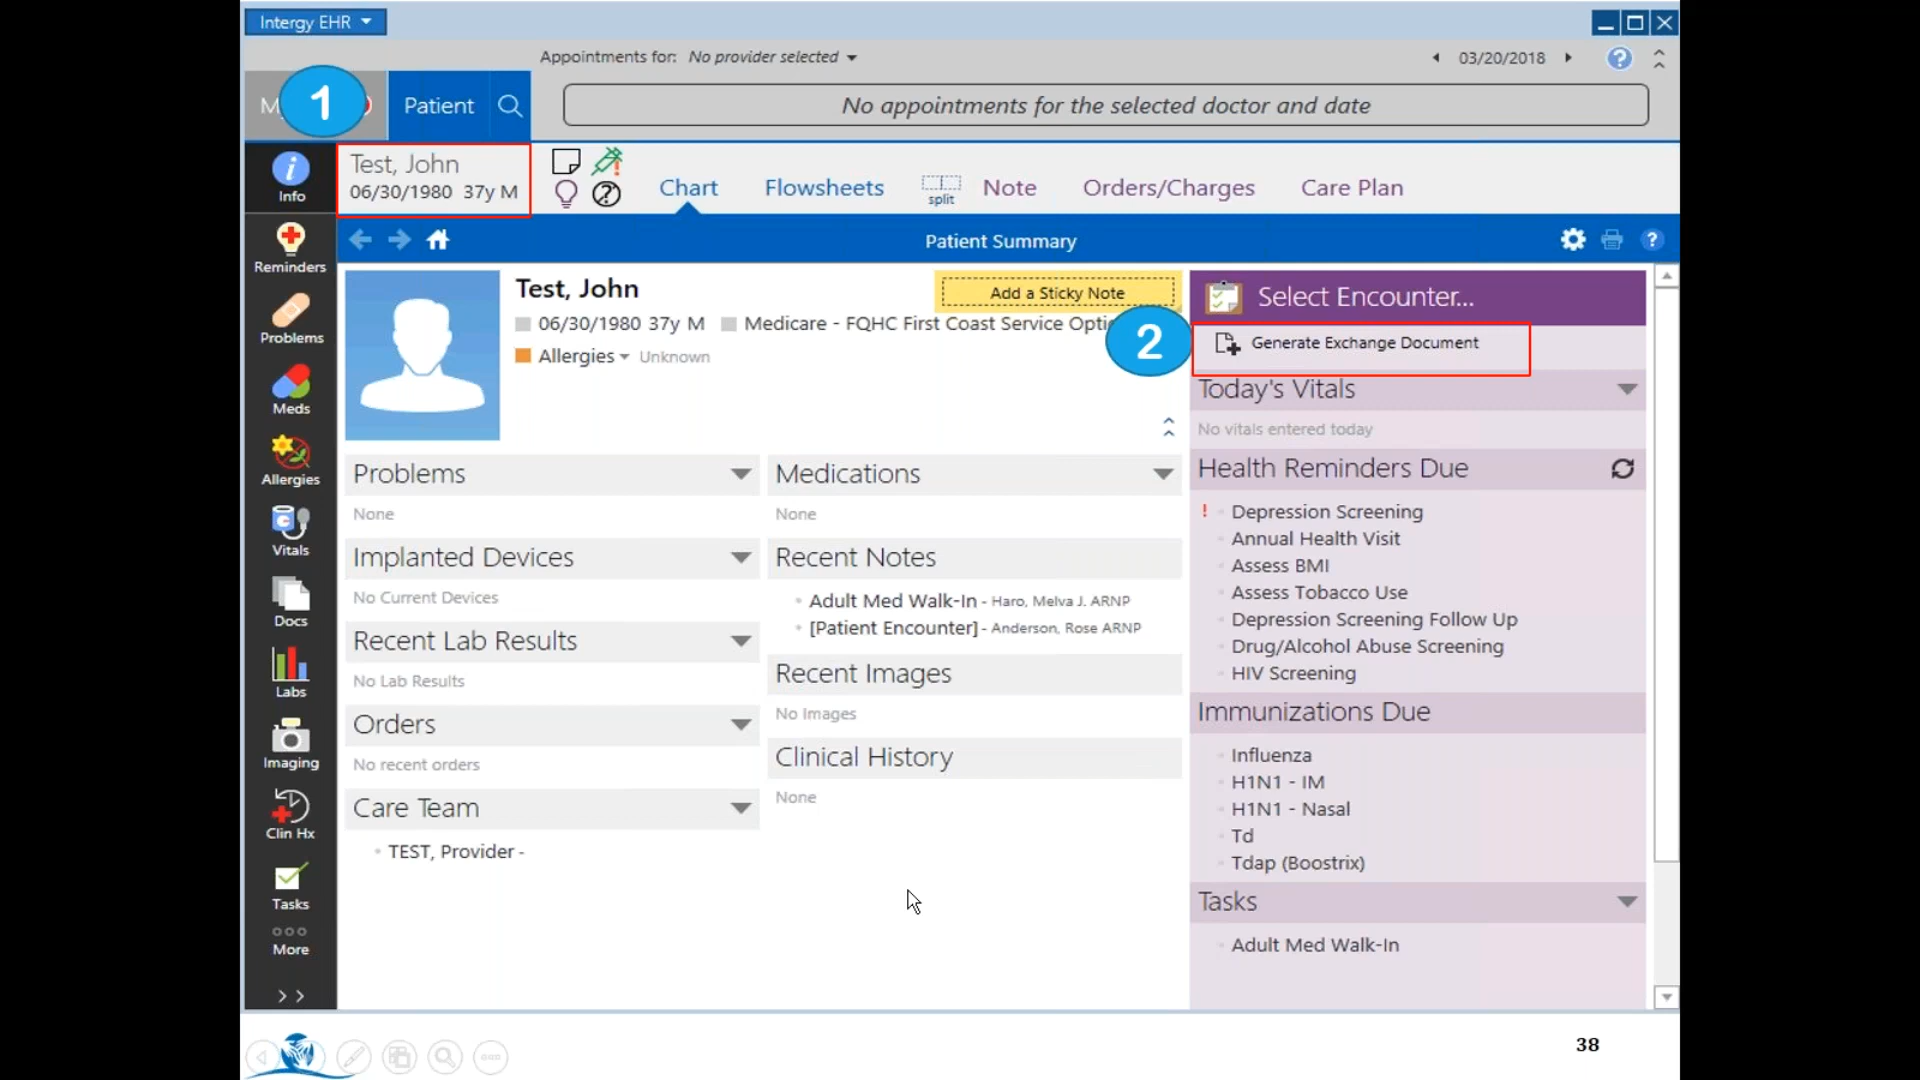 Intergy EHR
Appointments for: No provider selected
03/20/2018
?
1
Patient
No appointments for the selected doctor and date
Info
Test, John
06/30/1980 37y M
Chart
Flowsheets
split
Note
Orders/Charges
Care Plan
Patient Summary
?
Reminders
Problems
Meds
Allergies
Vitals
Docs
Labs
Imaging
Clin Hx
Tasks
More
Test, John
Add a Sticky Note
06/30/1980 37y M
Medicare - FQHC First Coast Service
Allergies
Unknown
2
Problems
None
Implanted Devices
No Current Devices
Recent Lab Results
No Lab Results
Orders
No recent orders
Care Team
TEST, Provider -
Medications
None
Recent Notes
Adult Med Walk-In - Haro, Melva J. ARNP
[Patient Encounter] - Anderson, Rose ARNP
Recent Images
No Images
Clinical History
None
Select Encounter...
Generate Exchange Document
Today's Vitals
No vitals entered today
Health Reminders Due
! Depression Screening
Annual Health Visit
Assess BMI
Assess Tobacco Use
Depression Screening Follow Up
Drug/Alcohol Abuse Screening
HIV Screening
Immunizations Due
Influenza
H1N1 - IM
H1N1 - Nasal
Td
Tdap (Boostrix)
Tasks
Adult Med Walk-In
38